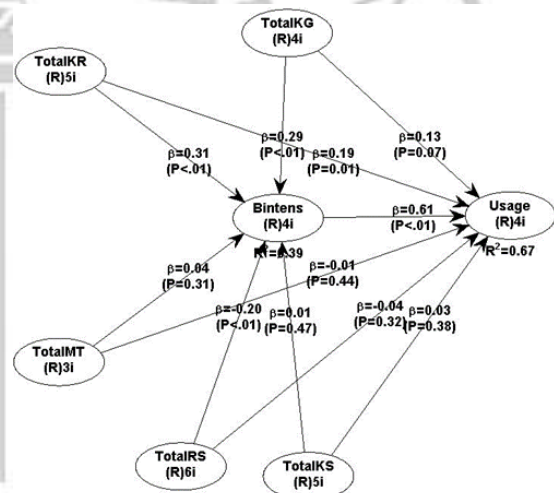 TotalKG
(R)4i
TotalKR
(R)5i
β=0.13
(P=0.07)
β=0.29
(P<.01)
β=0.31
(P<.01)
β=0.19
(P=0.01)
Bintens
(R)4i
β=0.61
(P<.01)
Usage
(R)4i
R²=0.39
R²=0.67
β=0.04
(P=0.31)
β=-0.01
(P=0.44)
β=-0.20
(P<.01)
β=0.01
(P=0.47)
β=-0.04
(P=0.32)
β=0.03
(P=0.38)
TotalMT
(R)3i
TotalRS
(R)6i
TotalKS
(R)5i